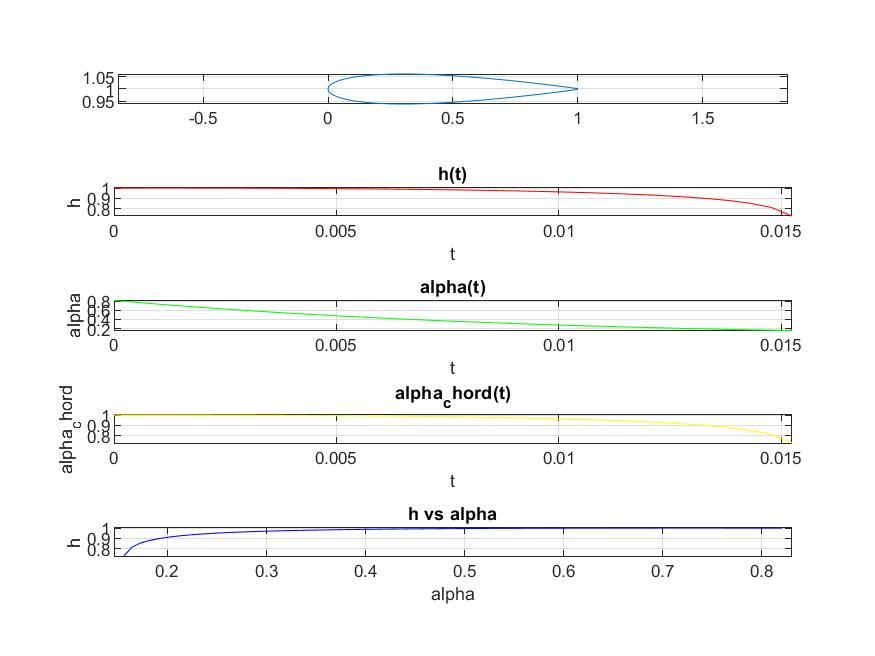 1.05
1
0.95
-0.5 0 0.5 1 1.5
h(t)
h
1
0.9
0.8
0 0.005 0.01 0.015
t
alpha(t)
alpha
0.8
0.6
0.4
0.2
0 0.005 0.01 0.015
t
alpha_chord(t)
alpha_chord
1
0.9
0.8
0 0.005 0.01 0.015
t
h vs alpha
h
1
0.9
0.8
0.2 0.3 0.4 0.5 0.6 0.7 0.8
alpha